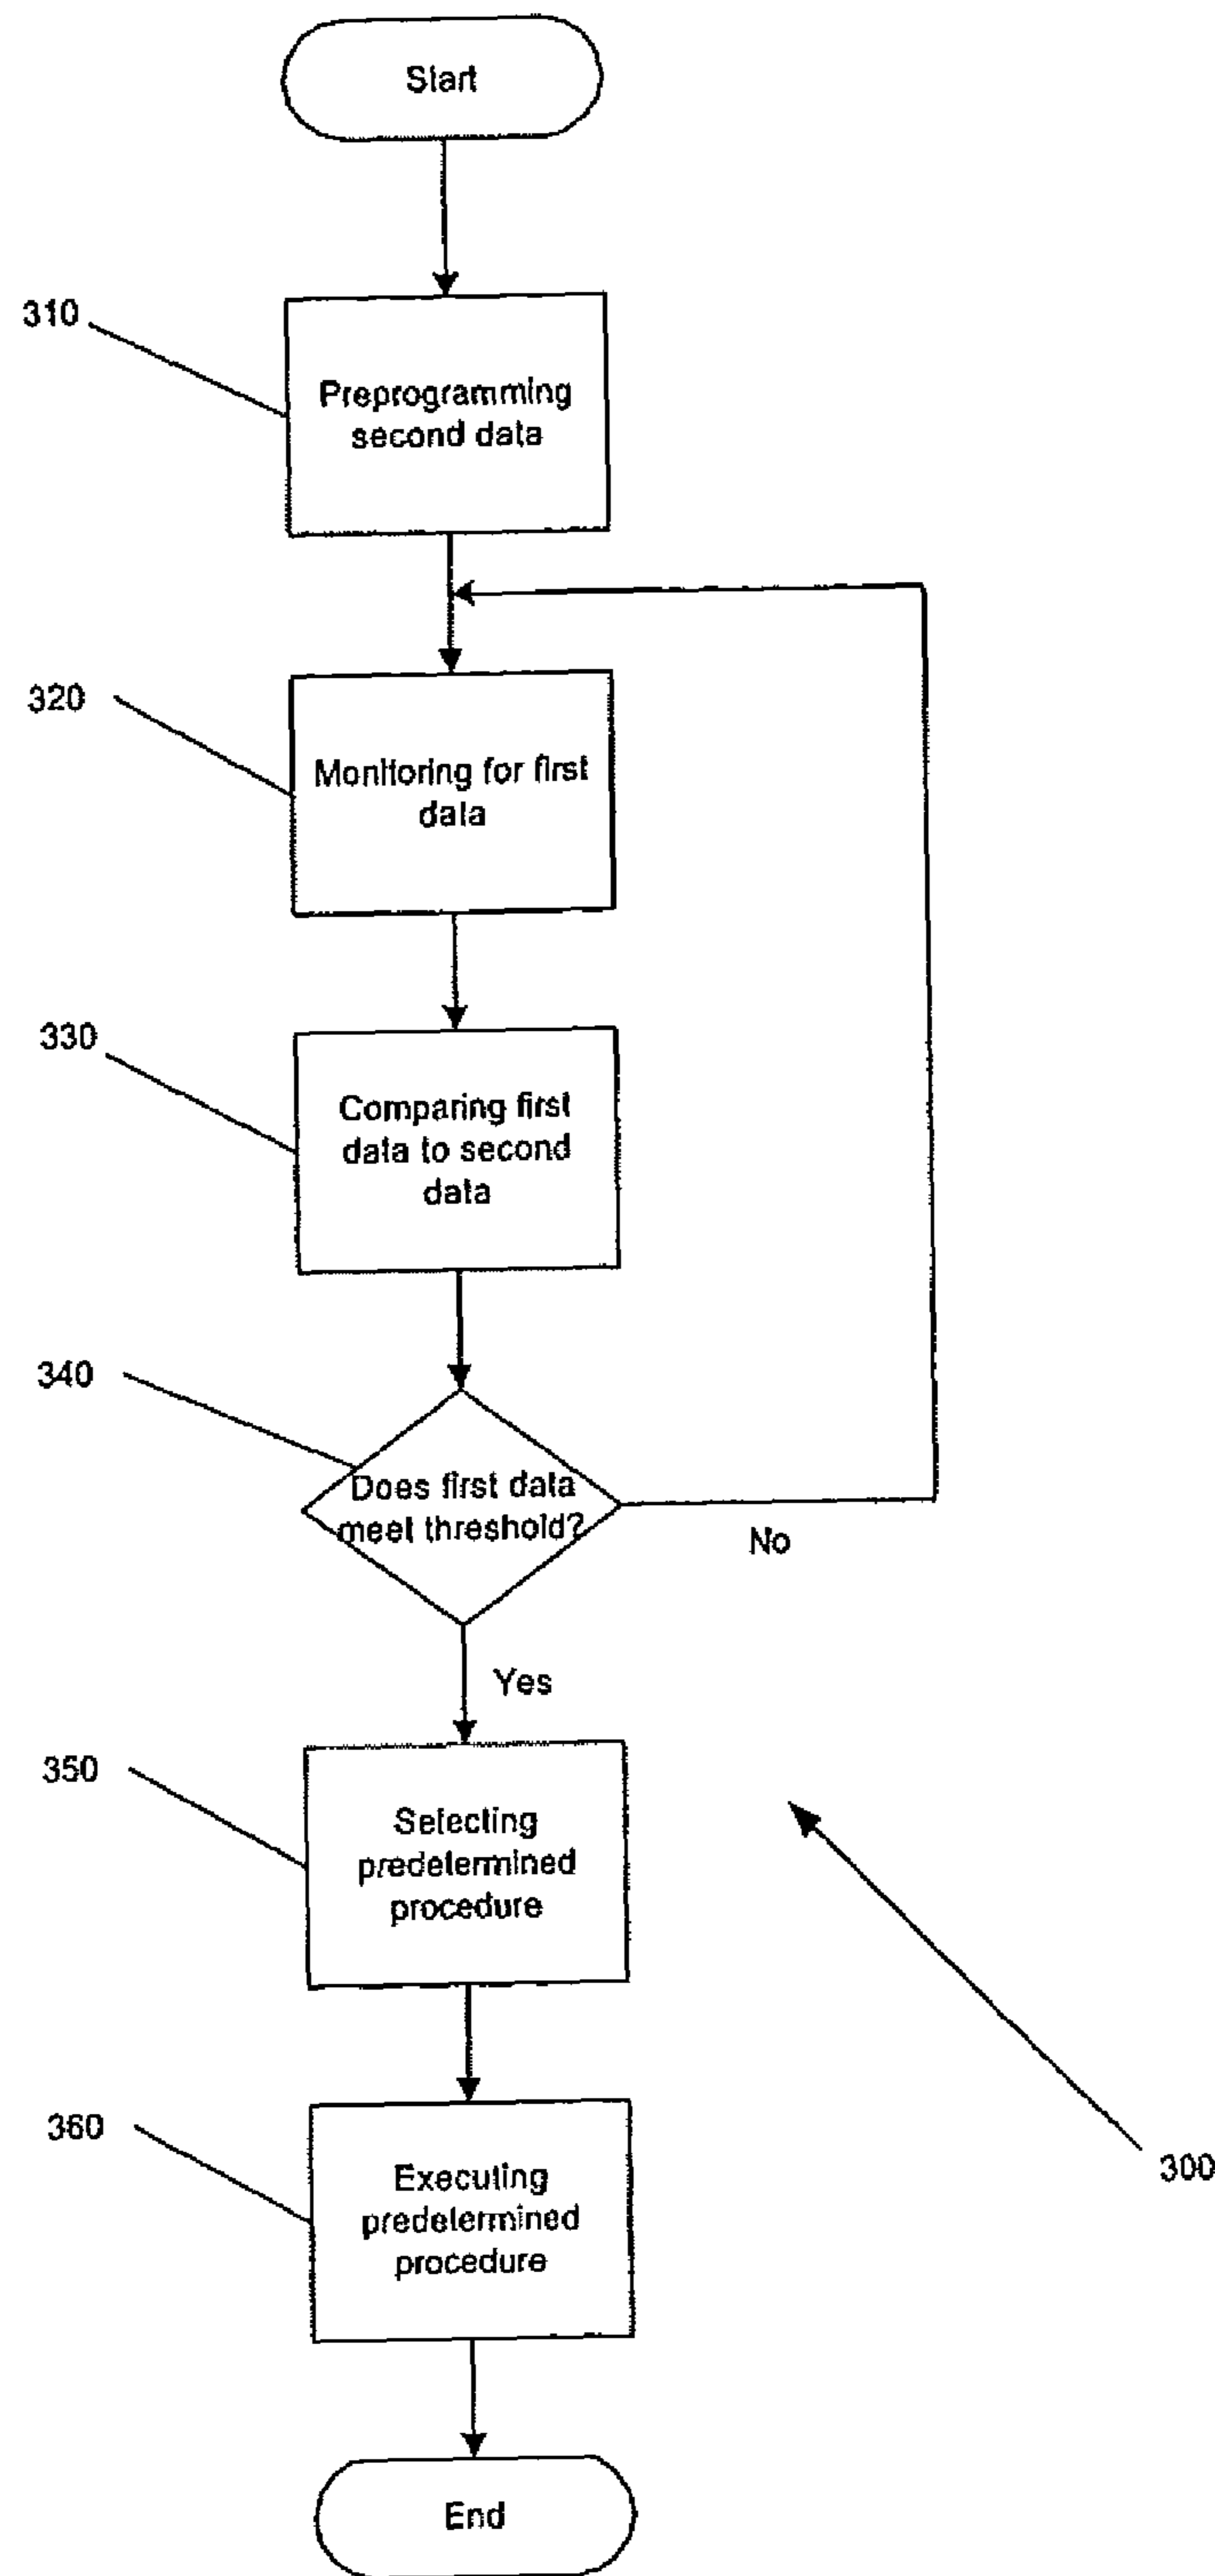 Start
310
Preprogramming
second data
320
Monitoring for first
data
330
Comparing first
data to second
data
340
Does first data
meet threshold?
No
Yes
350
Selecting
predetermined
procedure
360
Executing
predetermined
procedure
300
End